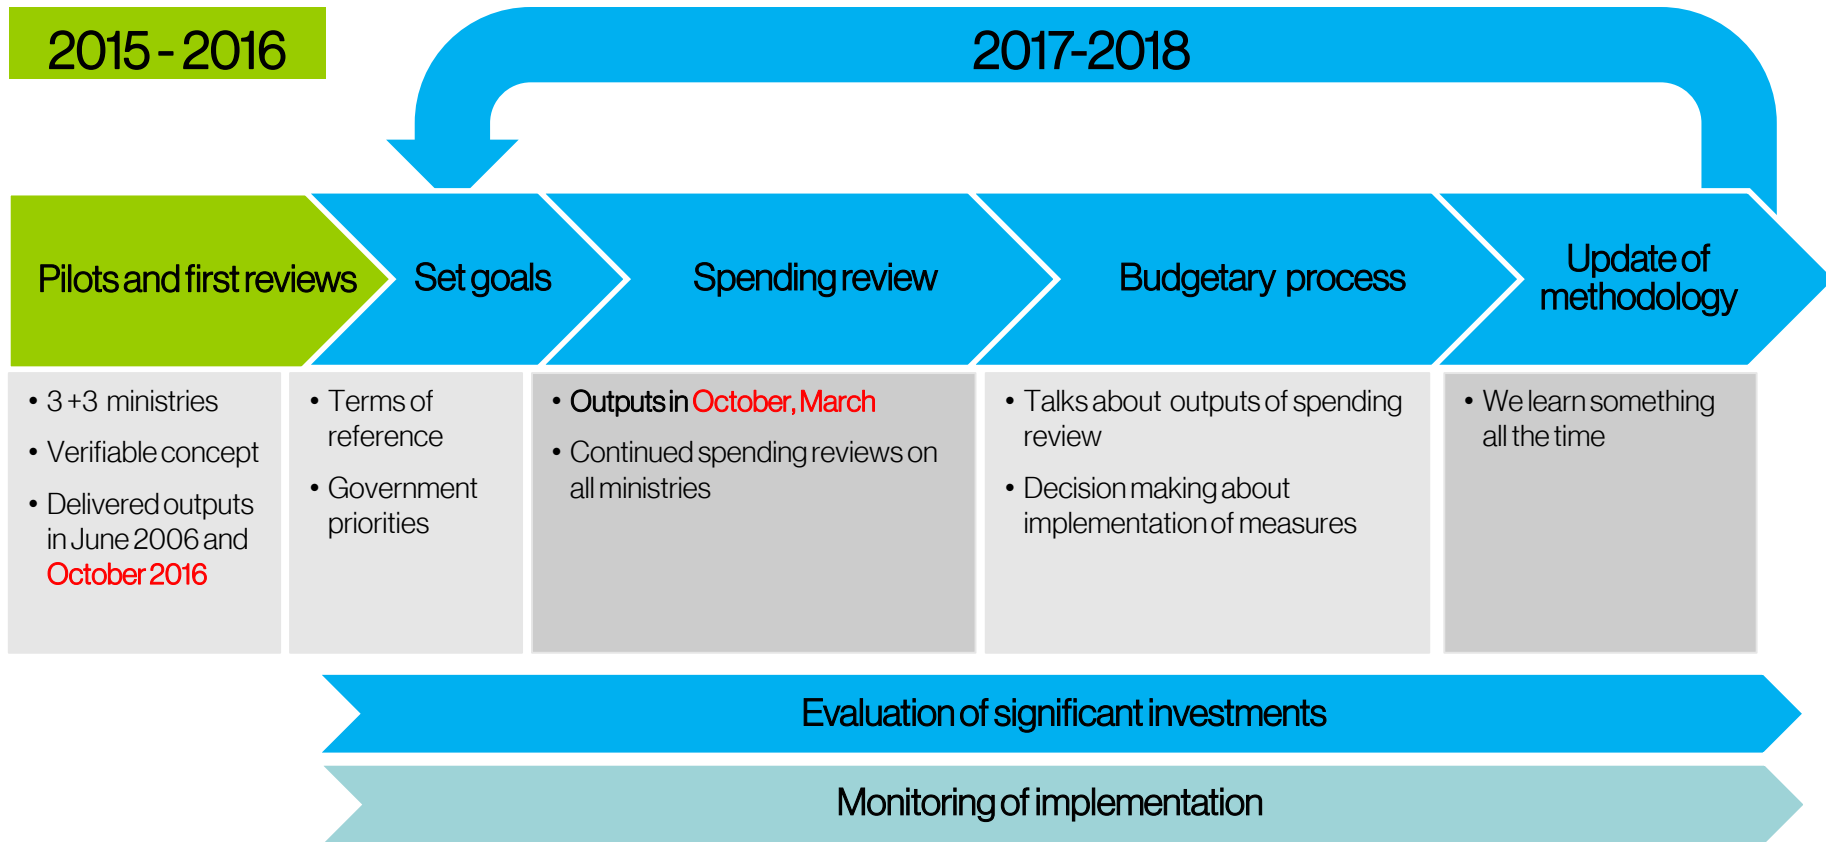 2015 - 2016
2017-2018
Pilots and first reviews
Set goals
Spending review
Budgetary process
Update of
methodology
• 3 +3 ministries
• Verifiable concept
• Delivered outputs
in June 2006 and
October 2016
• Terms of
reference
• Government
priorities
• Outputs in October, March
• Continued spending reviews on
all ministries
• Talks about outputs of spending
review
• Decision making about
implementation of measures
• We learn something
all the time
Evaluation of significant investments
Monitoring of implementation